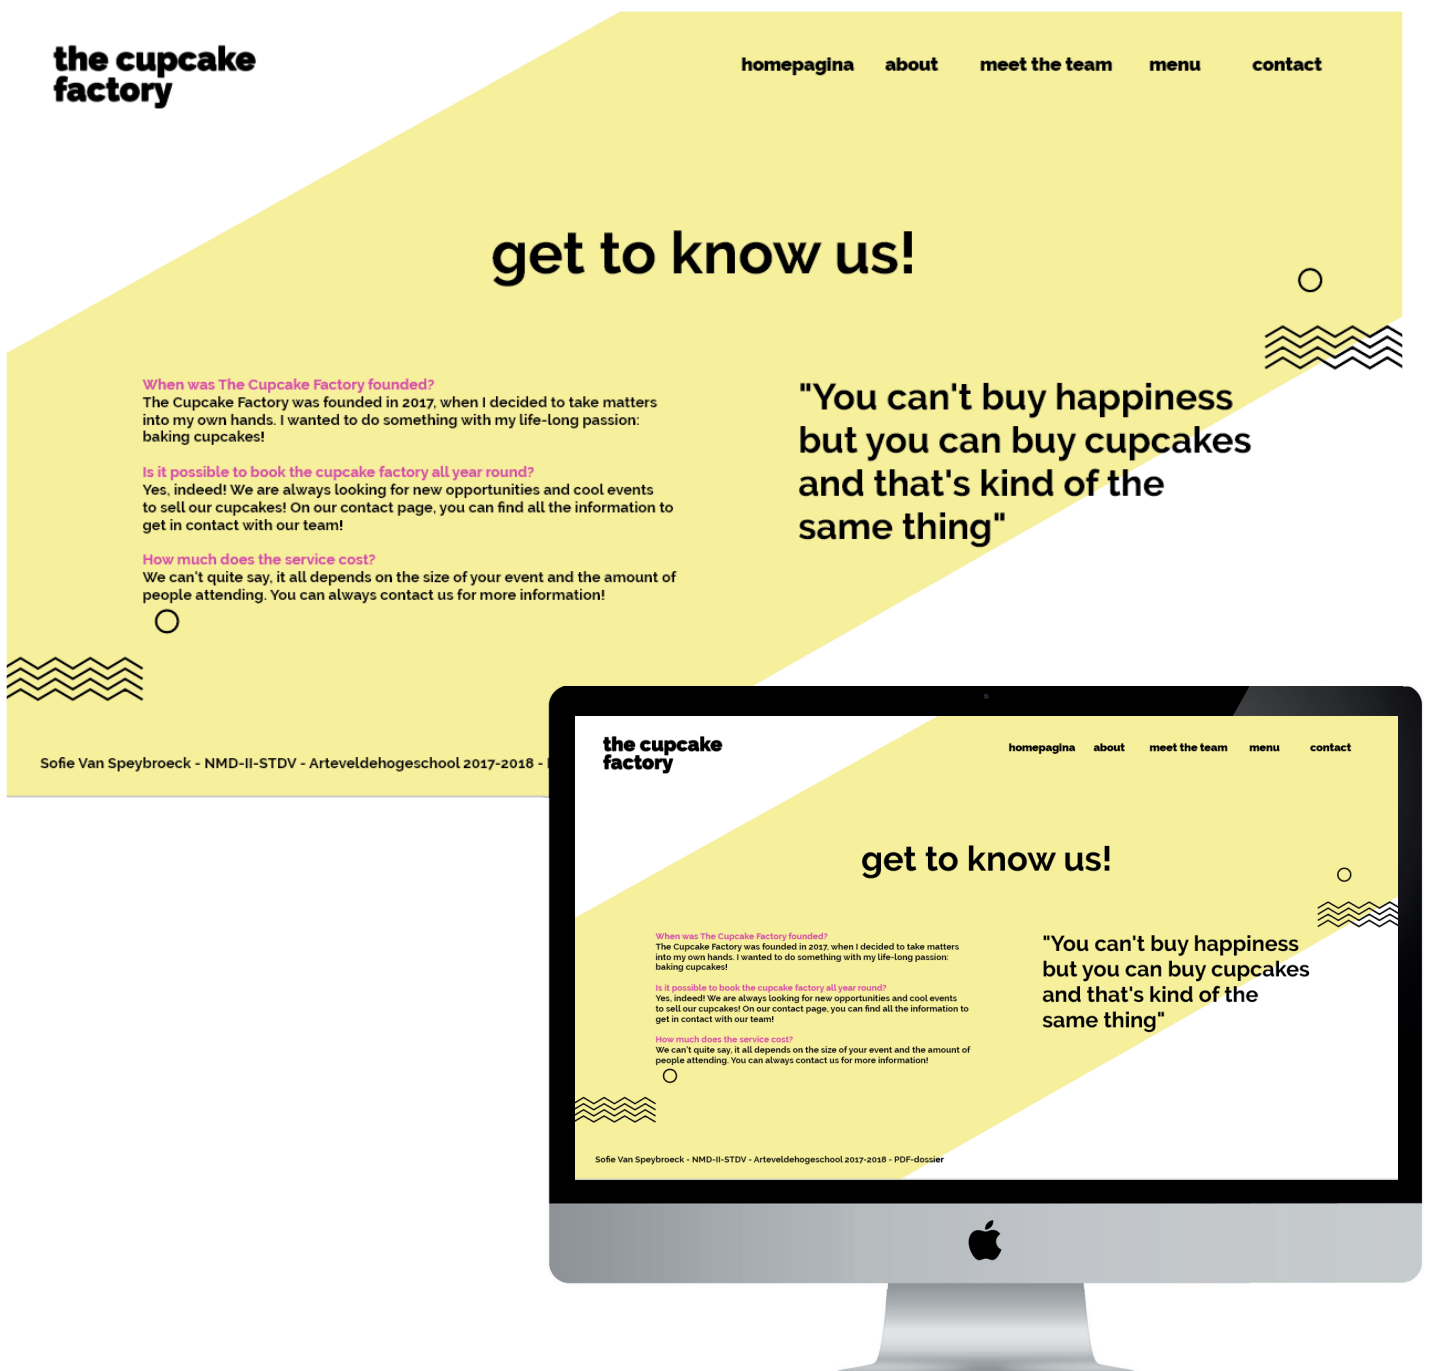 the cupcake
factory
homepagina about meet the team menu contact
get to know us!
When was The Cupcake Factory founded?
The Cupcake Factory was founded in 2017, when I decided to take matters
into my own hands. I wanted to do something with my life-long passion:
baking cupcakes!
Is it possible to book the cupcake factory all year round?
Yes, indeed! We are always looking for new opportunities and cool events
to sell our cupcakes! On our contact page, you can find all the information to
get in contact with our team!
How much does the service cost?
We can't quite say, it all depends on the size of your event and the amount of
people attending. You can always contact us for more information!
"You can't buy happiness
but you can buy cupcakes
and that's kind of the
same thing"
Sofie Van Speybroeck - NMD-II-STDV - Arteveldehogeschool 2017-2018 -
the cupcake
factory
homepagina about meet the team menu contact
get to know us!
When was The Cupcake Factory founded?
The Cupcake Factory was founded in 2017, when I decided to take matters
into my own hands. I wanted to do something with my life-long passion:
baking cupcakes!
Is it possible to book the cupcake factory all year round?
Yes, indeed! We are always looking for new opportunities and cool events
to sell our cupcakes! On our contact page, you can find all the information to
get in contact with our team!
How much does the service cost?
We can't quite say, it all depends on the size of your event and the amount of
people attending. You can always contact us for more information!
"You can't buy happiness
but you can buy cupcakes
and that's kind of the
same thing"
Sofie Van Speybroeck - NMD-II-STDV - Arteveldehogeschool 2017-2018 - PDF-dossier